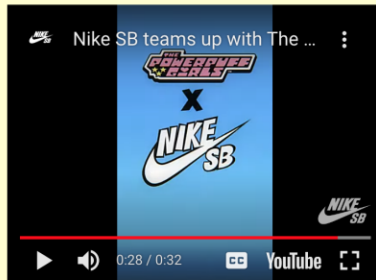 NIKE SB
Nike SB teams up with The ...
THE
POWERPUFF
GIRLS
X
NIKE
SB
NIKE
SB
0:28 / 0:32
CC
YouTube